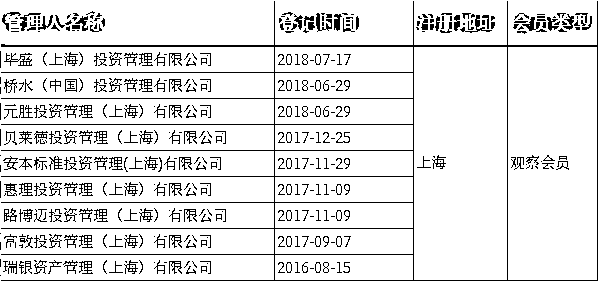 管理人名称 登记时间 注册地址 会员类型
毕盛（上海）投资管理有限公司 2018-07-17
桥水（中国）投资管理有限公司 2018-06-29
元胜投资管理（上海）有限公司 2018-06-29
贝莱德投资管理（上海）有限公司 2017-12-25
安本标准投资管理(上海)有限公司 2017-11-29 上海 观察会员
惠理投资管理（上海）有限公司 2017-11-09
路博迈投资管理（上海）有限公司 2017-11-09
富敦投资管理（上海）有限公司 2017-09-07
瑞银资产管理（上海）有限公司 2016-08-15